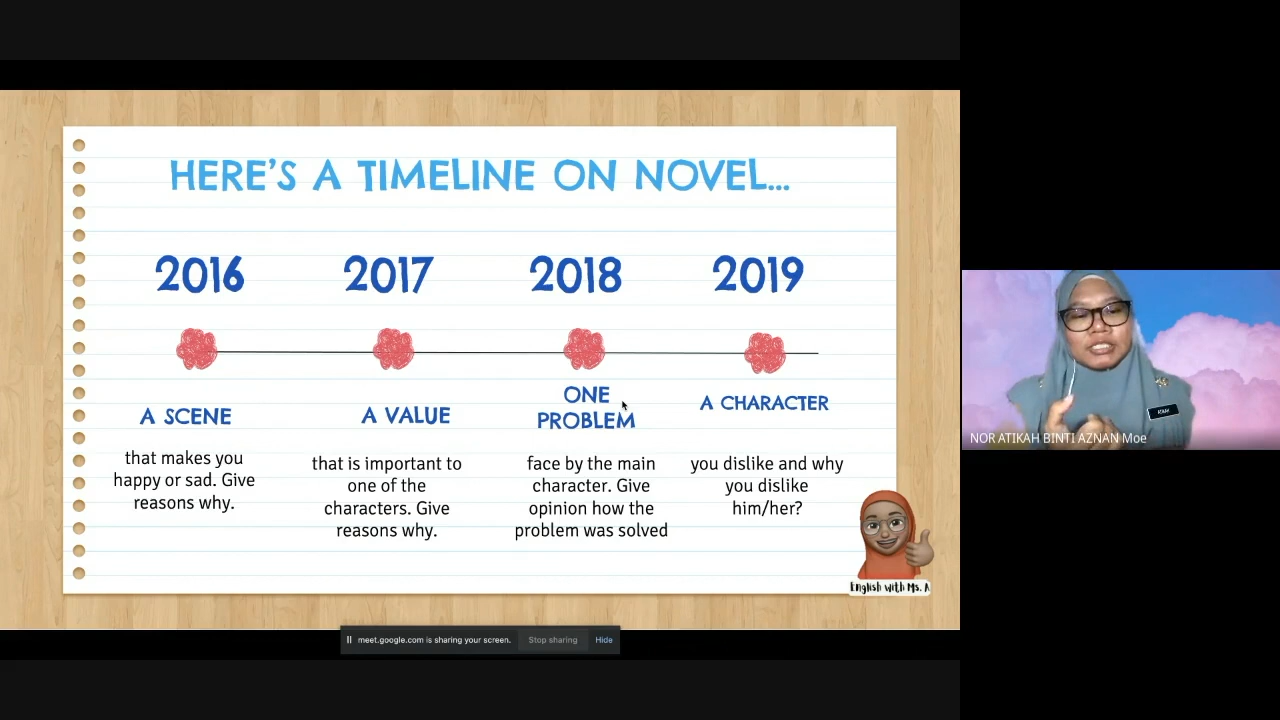 HERE'S A TIMELINE ON NOVEL...
2016
2017
2018
2019
A SCENE
A VALUE
ONE
PROBLEM
A CHARACTER
that makes you
happy or sad. Give
reasons why.
that is important to
one of the
characters. Give
reasons why.
face by the main
character. Give
opinion how the
problem was solved
you dislike and why
you dislike
him/her?
English with Ms. A
meet.google.com is sharing your screen.
Stop sharing
Hide
NOR ATIKAH BINTI AZNAN Moe